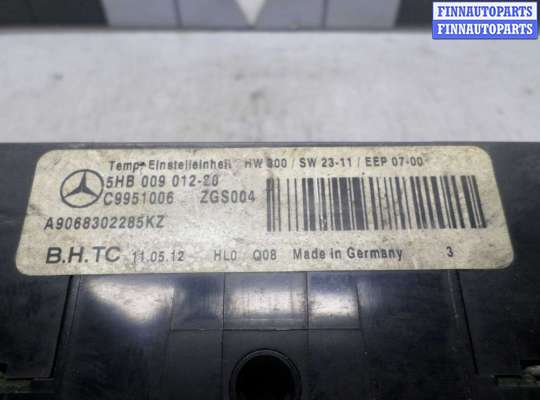 FINNAUTOPARTS
FINNAUTOPARTS
Temp- Einstelleinheit HW 300 / SW 23-11 / EEP 07-00
5HB 009 012-20
C9951006 ZGS004
A9068302285KZ
B.H.TC 11.05.12 HL0 Q08 Made in Germany 3